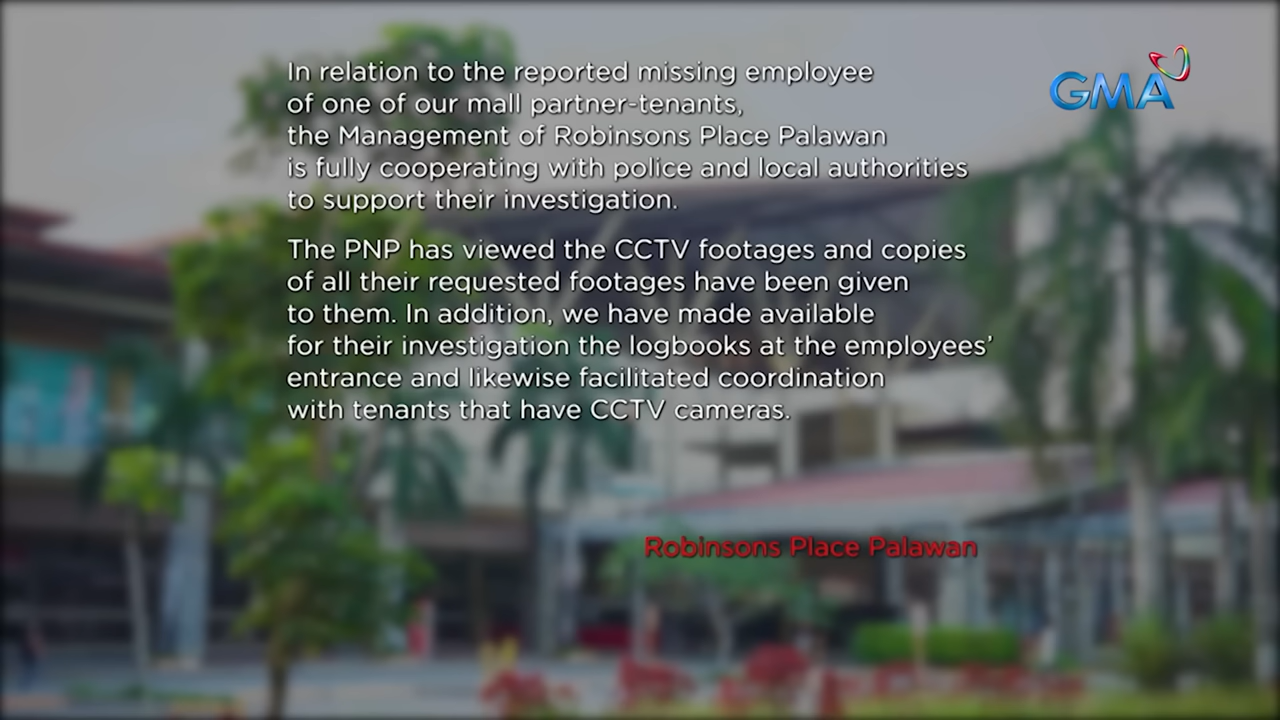 In relation to the reported missing employee
of one of our mall partner-tenants,
the Management of Robinsons Place Palawan
is fully cooperating with police and local authorities
to support their investigation.
The PNP has viewed the CCTV footages and copies
of all their requested footages have been given
to them. In addition, we have made available
for their investigation the logbooks at the employees’
entrance and likewise facilitated coordination
with tenants that have CCTV cameras.
Robinsons Place Palawan
GMA